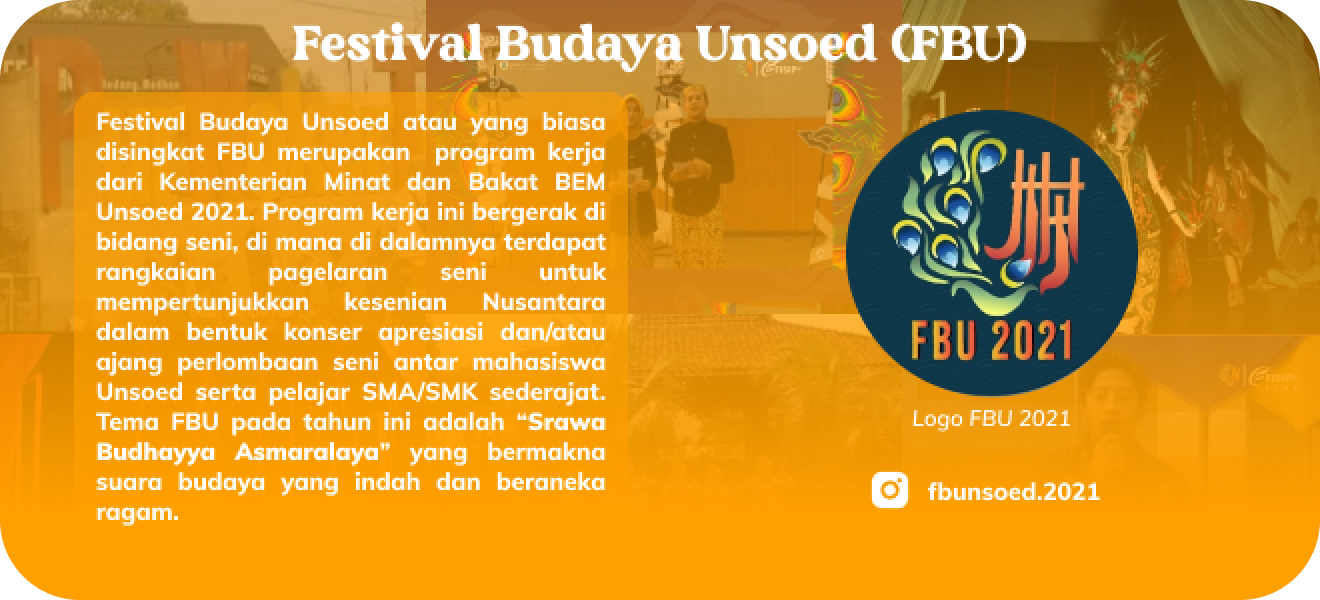 Festival Budaya Unsoed (FBU)
Festival Budaya Unsoed atau yang biasa
disingkat FBU merupakan program kerja
dari Kementerian Minat dan Bakat BEM
Unsoed 2021. Program kerja ini bergerak di
bidang seni, di mana di dalamnya terdapat
rangkaian pagelaran seni untuk
mempertunjukkan kesenian Nusantara
dalam bentuk konser apresiasi dan/atau
ajang perlombaan seni antar mahasiswa
Unsoed serta pelajar SMA/SMK sederajat.
Tema FBU pada tahun ini adalah “Srawa
Budhayya Asmaralaya” yang bermakna
suara budaya yang indah dan beraneka
ragam.
FBU 2021
Logo FBU 2021
fbunsoed.2021